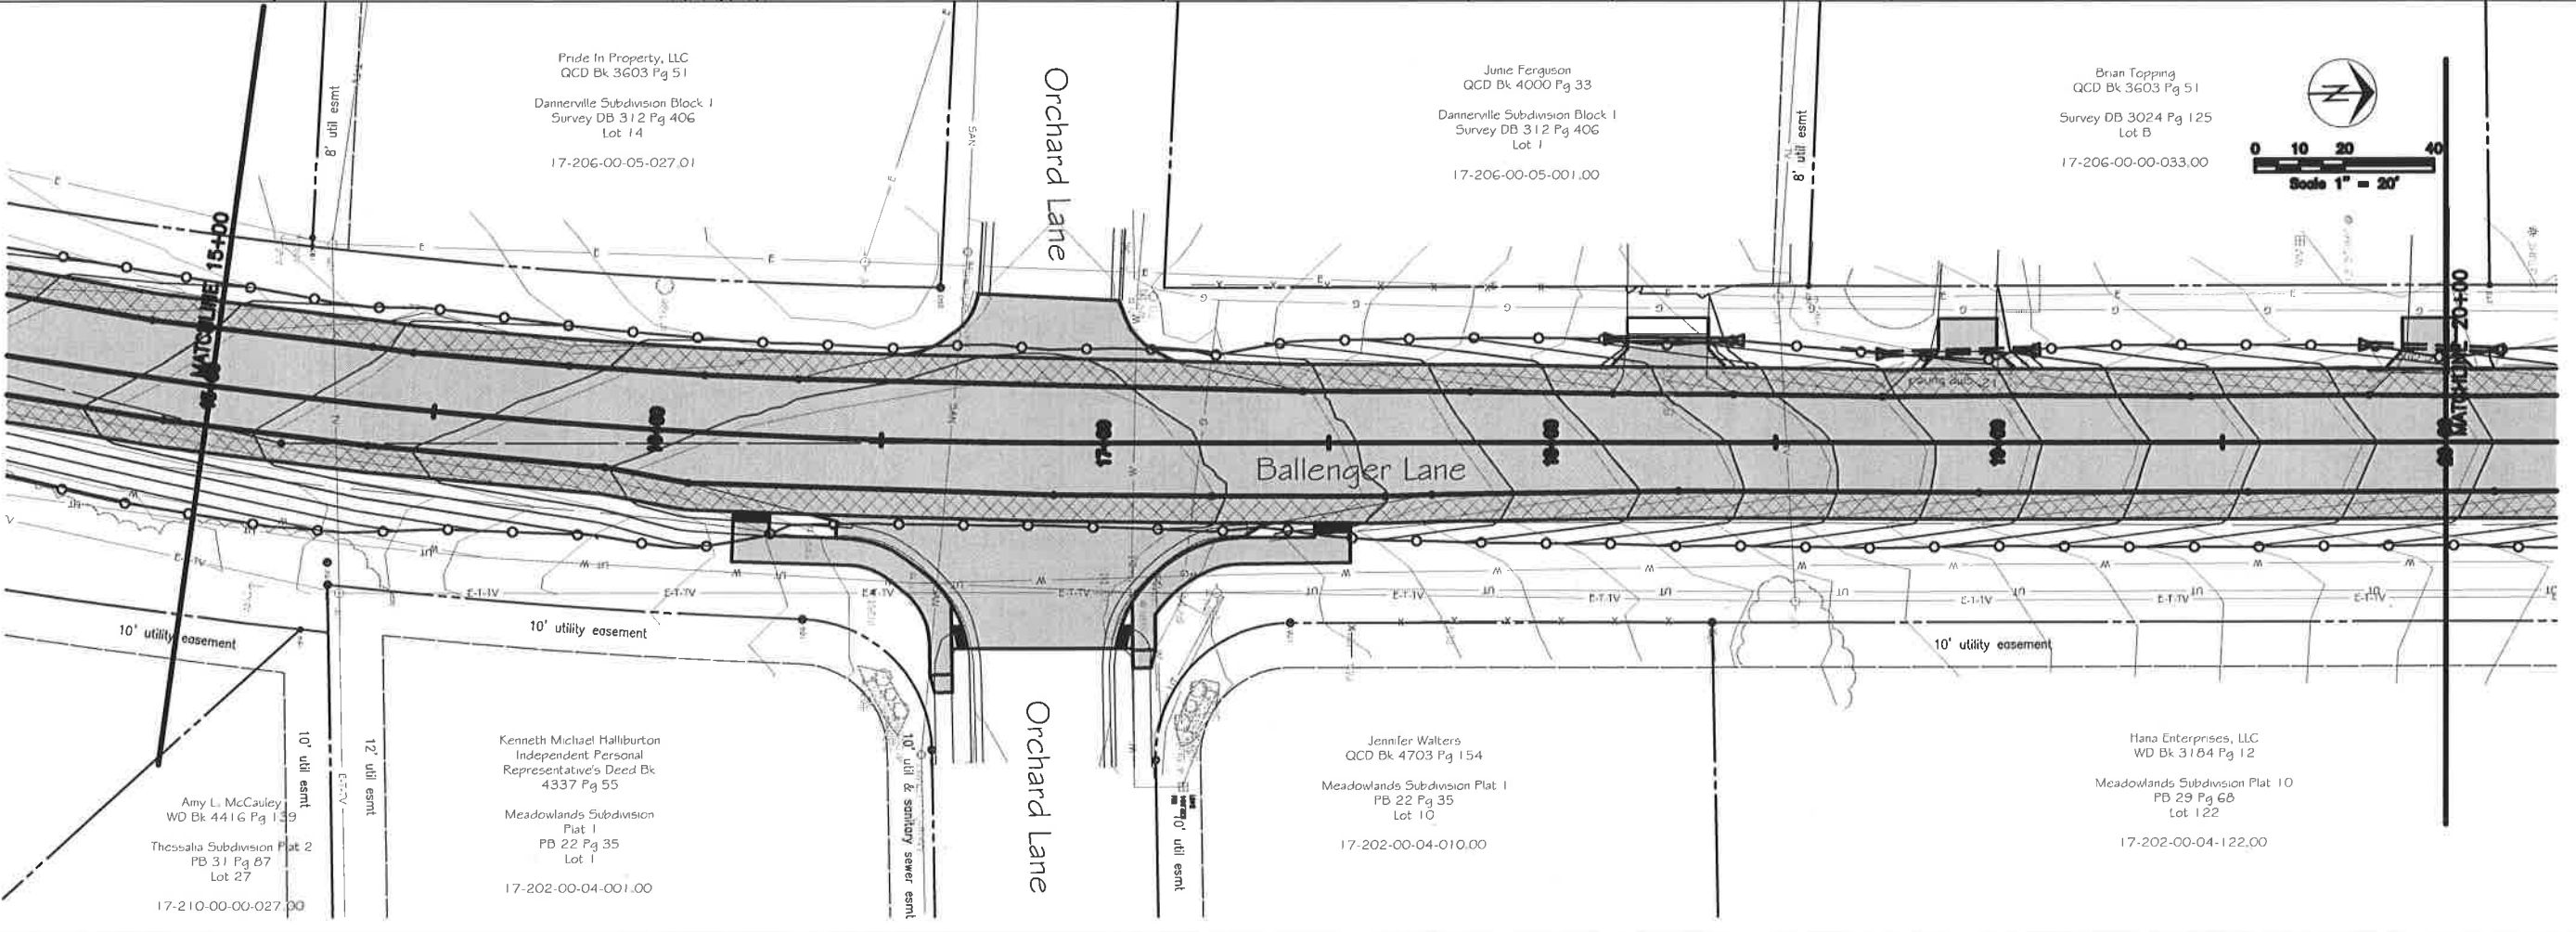 Pride In Property, LLC
QCD Bk 3603 Pg 51
Dannerville Subdivision Block 1
Survey DB 312 Pg 406
Lot 14
17-206-00-05-027.01
8' util esmt
Orchard Lane
SAN
Junie Ferguson
QCD Bk 4000 Pg 33
Dannerville Subdivision Block 1
Survey DB 312 Pg 406
Lot 1
17-206-00-05-001.00
8' util esmt
Brian Topping
QCD Bk 3603 Pg 51
Survey DB 3024 Pg 125
Lot B
17-206-00-00-033.00
N
0 10 20 40
Scale 1" = 20'
MATCHLINE 15+00
MATCHLINE 20+00
17+00
Ballenger Lane
10' utility easement
10' utility easement
10' utility easement
10' util esmt
12' util esmt
E-T-TV
Amy L. McCauley
WD Bk 4416 Pg 139
Thessalia Subdivision Plat 2
PB 31 Pg 87
Lot 27
17-210-00-00-027.00
Kenneth Michael Halliburton
Independent Personal
Representative's Deed Bk
4337 Pg 55
Meadowlands Subdivision
Plat 1
PB 22 Pg 35
Lot 1
17-202-00-04-001.00
10' util & sanitary sewer esmt
Orchard Lane
10' util esmt
Jennifer Walters
QCD Bk 4703 Pg 154
Meadowlands Subdivision Plat 1
PB 22 Pg 35
Lot 10
17-202-00-04-010.00
Hana Enterprises, LLC
WD Bk 3184 Pg 12
Meadowlands Subdivision Plat 10
PB 29 Pg 68
Lot 122
17-202-00-04-122.00